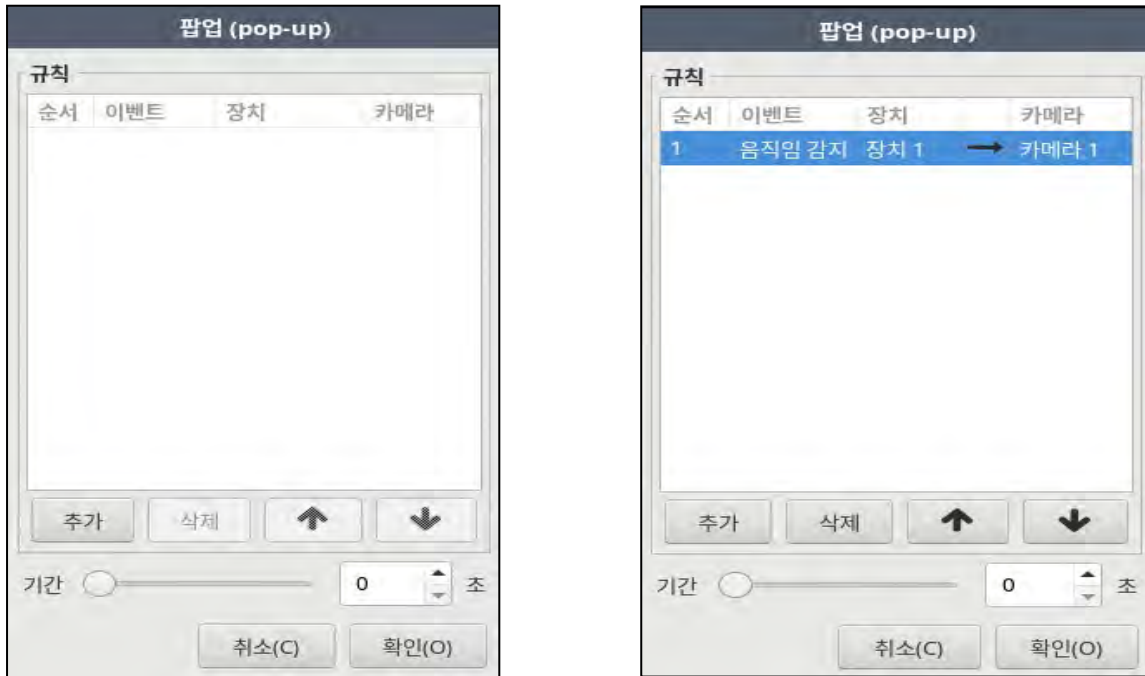 팝업 (pop-up)
규칙
순서 이벤트 장치 카메라
추가 삭제
기간 0 초
취소(C) 확인(O)
팝업 (pop-up)
규칙
순서 이벤트 장치 카메라
1 음직임 감지 장치 1 → 카메라 1
추가 삭제
기간 0 초
취소(C) 확인(O)